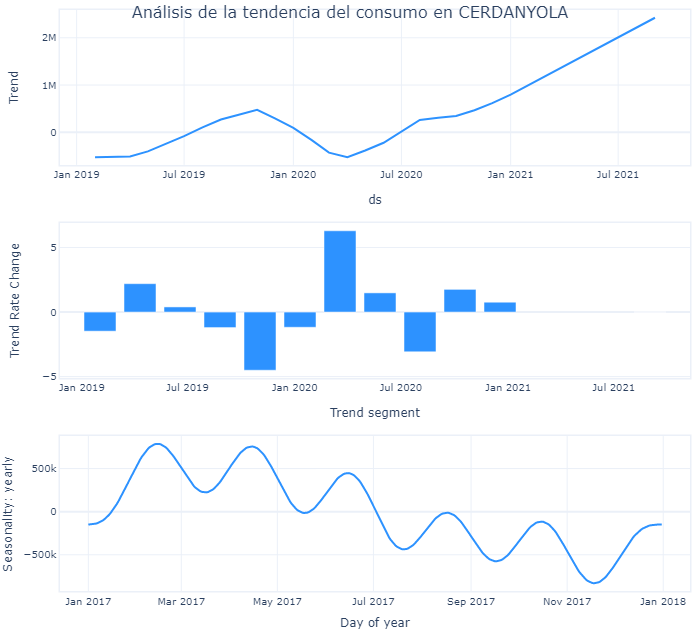 Análisis de la tendencia del consumo en CERDANYOLA
Trend
2M
1M
0
Jan 2019
Jul 2019
Jan 2020
Jul 2020
Jan 2021
Jul 2021
ds
Trend Rate Change
5
0
−5
Jan 2019
Jul 2019
Jan 2020
Jul 2020
Jan 2021
Jul 2021
Trend segment
Seasonality: yearly
500k
0
−500k
Jan 2017
Mar 2017
May 2017
Jul 2017
Sep 2017
Nov 2017
Jan 2018
Day of year